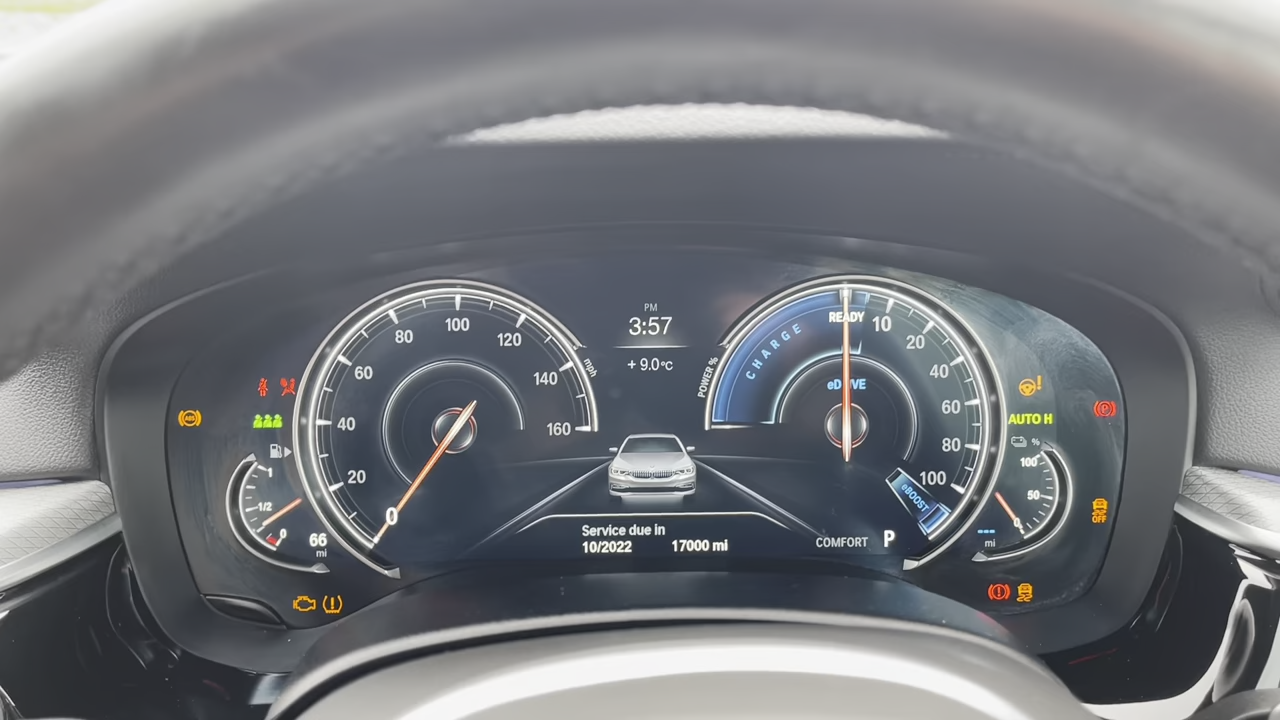 PM
3:57
+ 9.0°C
0
20
40
60
80
100
120
140
160
mph
POWER %
CHARGE
READY
10
20
40
60
80
100
eDRIVE
eBOOST
ABS
1
1/2
0
66
mi
Service due in
10/2022 17000 mi
COMFORT P
AUTO H
%
100
50
0
---
mi
P
OFF